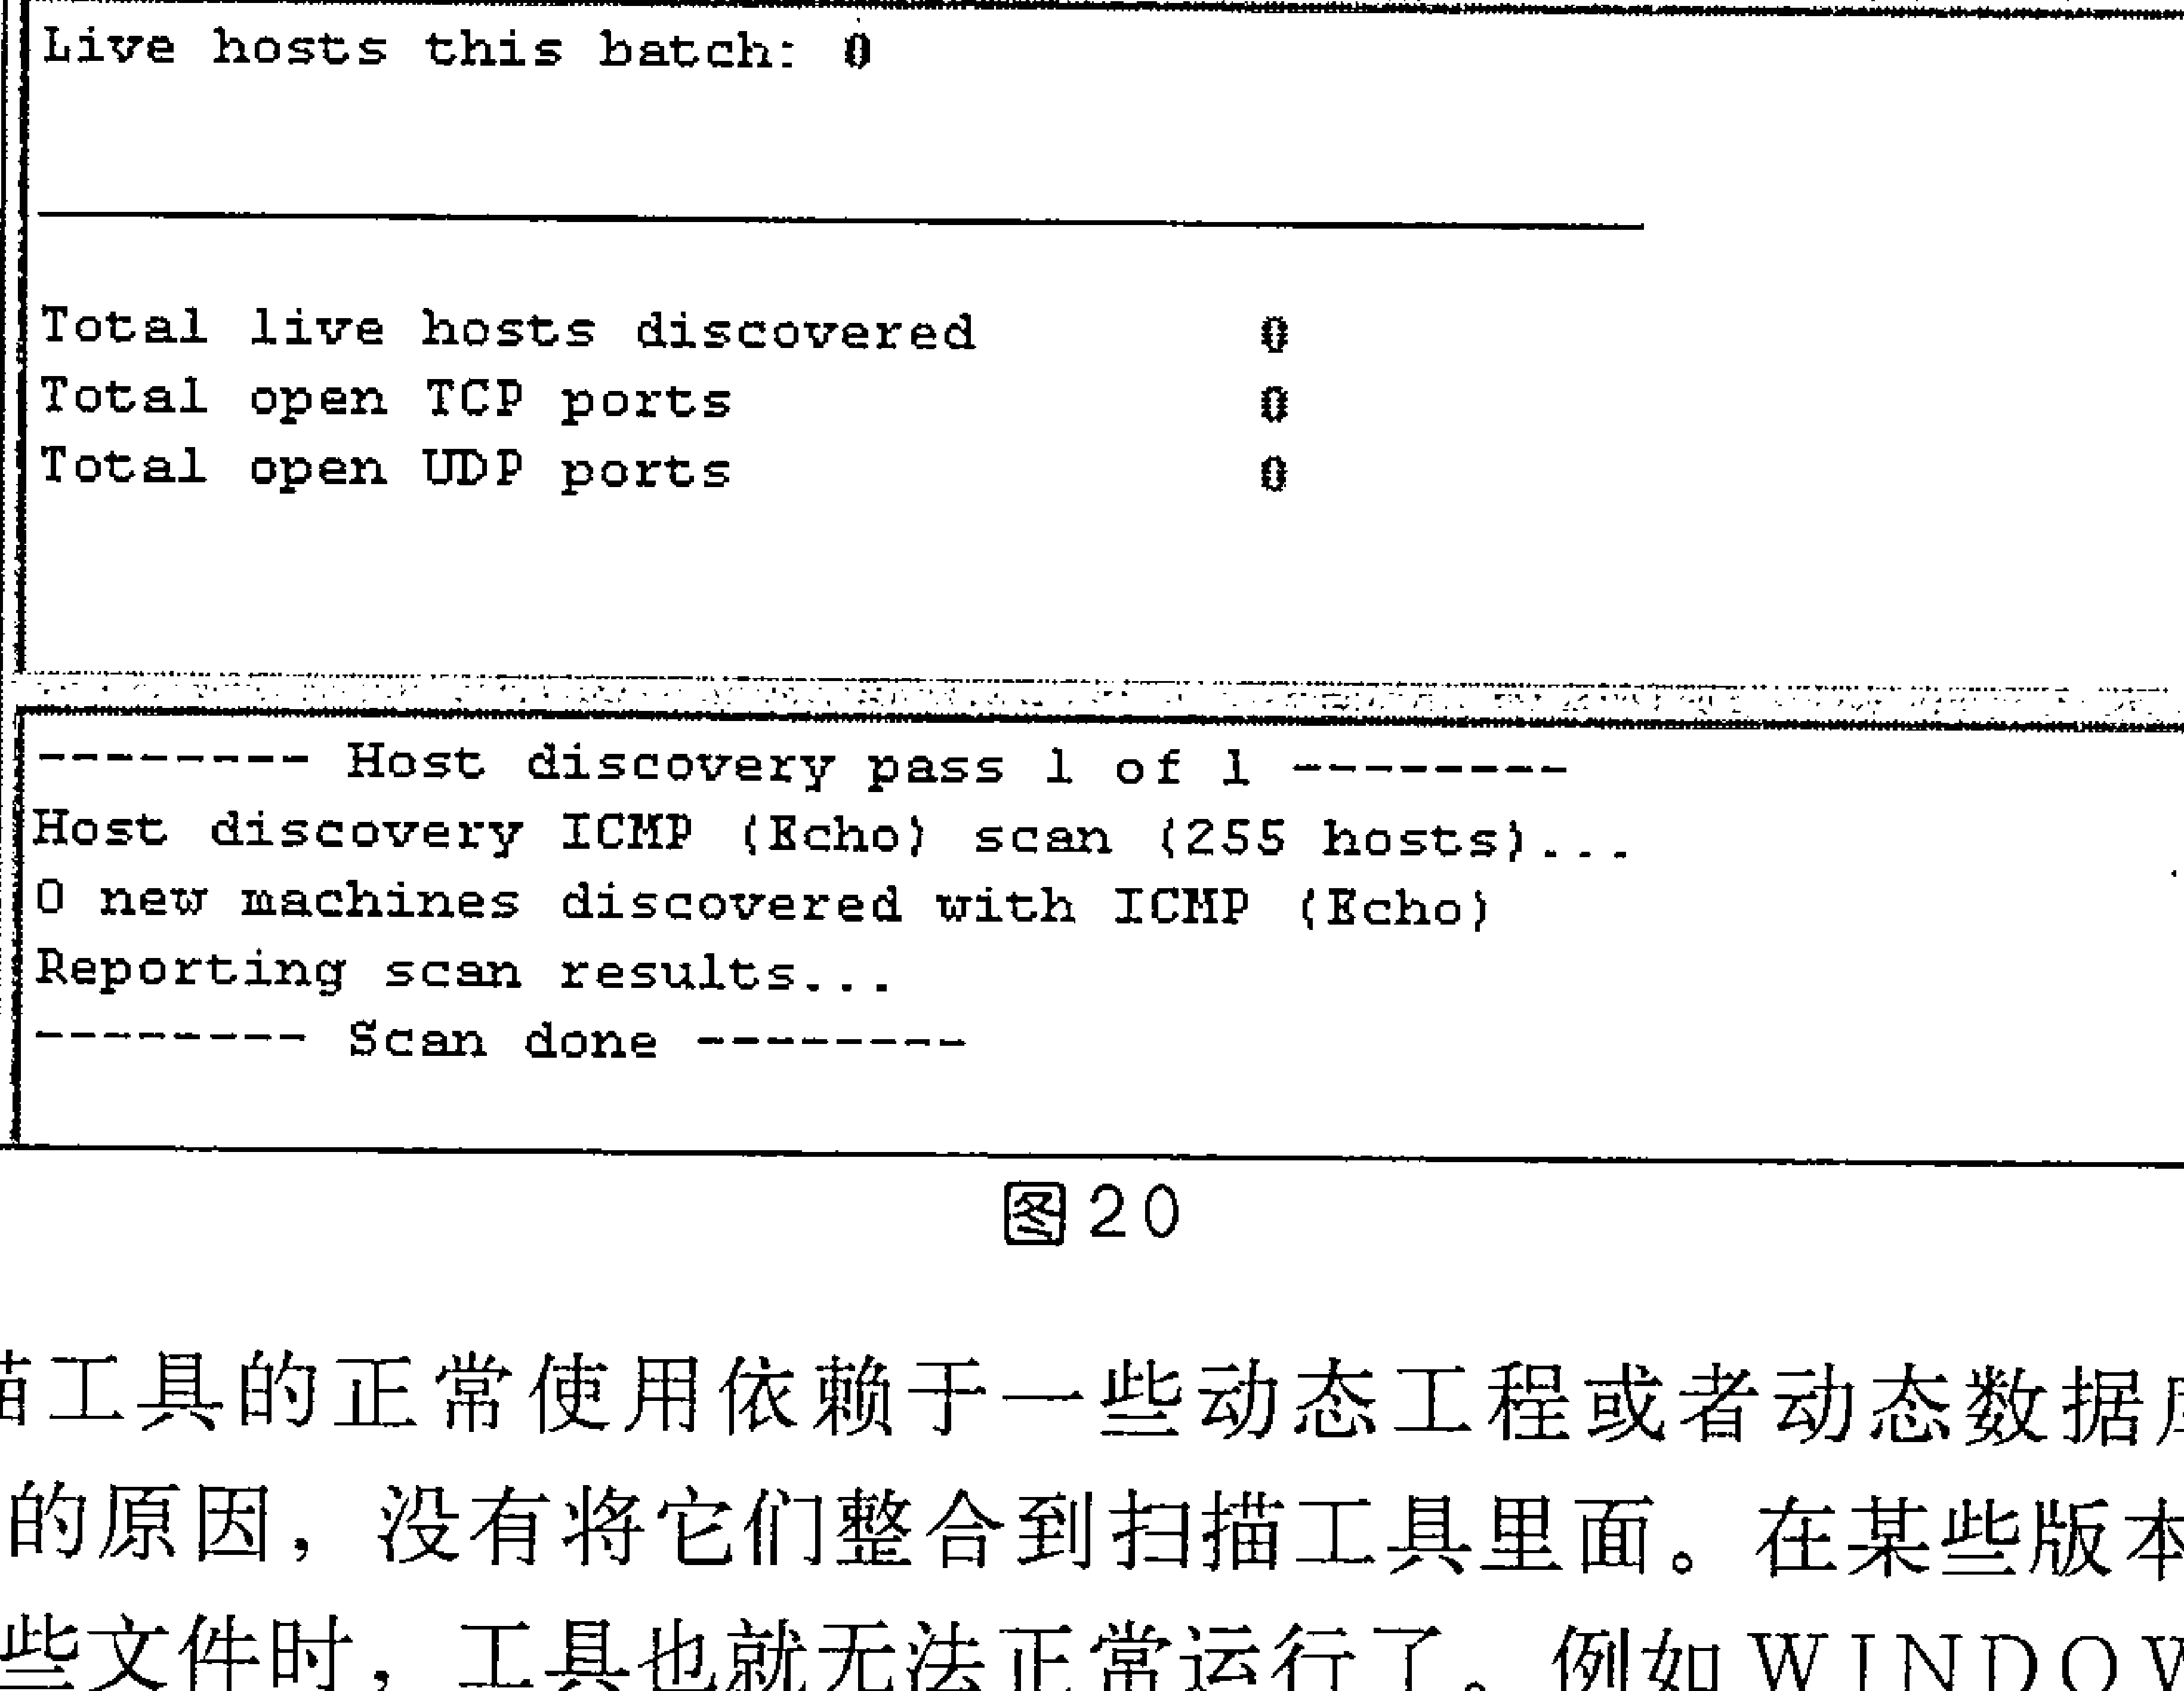 Live hosts this batch: 0
Total live hosts discovered 0
Total open TCP ports 0
Total open UDP ports 0
-------- Host discovery pass 1 of 1 --------
Host discovery ICMP (Echo) scan (255 hosts)...
0 new machines discovered with ICMP (Echo)
Reporting scan results...
-------- Scan done --------
图20
描工具的正常使用依赖于一些动态工程或者动态数据库
的原因，没有将它们整合到扫描工具里面。在某些版本
些文件时，工具也就无法正常运行了。例如WINDOW